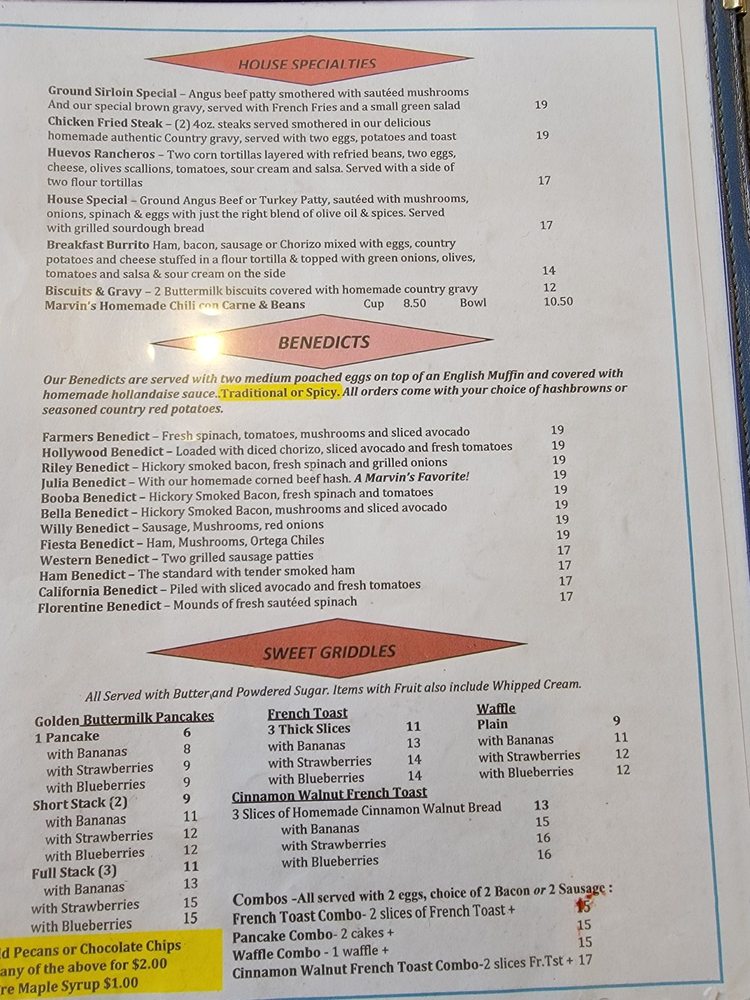 HOUSE SPECIALTIES
Ground Sirloin Special – Angus beef patty smothered with sautéed mushrooms
And our special brown gravy, served with French Fries and a small green salad 19
Chicken Fried Steak – (2) 4oz. steaks served smothered in our delicious
homemade authentic Country gravy, served with two eggs, potatoes and toast 19
Huevos Rancheros – Two corn tortillas layered with refried beans, two eggs,
cheese, olives scallions, tomatoes, sour cream and salsa. Served with a side of
two flour tortillas 17
House Special – Ground Angus Beef or Turkey Patty, sautéed with mushrooms,
onions, spinach & eggs with just the right blend of olive oil & spices. Served
with grilled sourdough bread 17
Breakfast Burrito Ham, bacon, sausage or Chorizo mixed with eggs, country
potatoes and cheese stuffed in a flour tortilla & topped with green onions, olives,
tomatoes and salsa & sour cream on the side 14
Biscuits & Gravy – 2 Buttermilk biscuits covered with homemade country gravy 12
Marvin's Homemade Chili con Carne & Beans Cup 8.50 Bowl 10.50
BENEDICTS
Our Benedicts are served with two medium poached eggs on top of an English Muffin and covered with
homemade hollandaise sauce..Traditional or Spicy. All orders come with your choice of hashbrowns or
seasoned country red potatoes.
Farmers Benedict – Fresh spinach, tomatoes, mushrooms and sliced avocado 19
Hollywood Benedict – Loaded with diced chorizo, sliced avocado and fresh tomatoes 19
Riley Benedict – Hickory smoked bacon, fresh spinach and grilled onions 19
Julia Benedict – With our homemade corned beef hash. A Marvin's Favorite! 19
Booba Benedict – Hickory Smoked Bacon, fresh spinach and tomatoes 19
Bella Benedict – Hickory Smoked Bacon, mushrooms and sliced avocado 19
Willy Benedict – Sausage, Mushrooms, red onions 19
Fiesta Benedict – Ham, Mushrooms, Ortega Chiles 19
Western Benedict – Two grilled sausage patties 17
Ham Benedict – The standard with tender smoked ham 17
California Benedict – Piled with sliced avocado and fresh tomatoes 17
Florentine Benedict – Mounds of fresh sautéed spinach 17
SWEET GRIDDLES
All Served with Butter and Powdered Sugar. Items with Fruit also include Whipped Cream.
Golden Buttermilk Pancakes
1 Pancake 6
with Bananas 8
with Strawberries 9
with Blueberries 9
Short Stack (2) 9
with Bananas 11
with Strawberries 12
with Blueberries 12
Full Stack (3) 11
with Bananas 13
with Strawberries 15
with Blueberries 15
d Pecans or Chocolate Chips
any of the above for $2.00
re Maple Syrup $1.00
French Toast
3 Thick Slices 11
with Bananas 13
with Strawberries 14
with Blueberries 14
Waffle
Plain 9
with Bananas 11
with Strawberries 12
with Blueberries 12
Cinnamon Walnut French Toast
3 Slices of Homemade Cinnamon Walnut Bread 13
with Bananas 15
with Strawberries 16
with Blueberries 16
Combos -All served with 2 eggs, choice of 2 Bacon or 2 Sausage :
French Toast Combo- 2 slices of French Toast + 15
Pancake Combo- 2 cakes + 15
Waffle Combo - 1 waffle + 15
Cinnamon Walnut French Toast Combo-2 slices Fr.Tst + 17